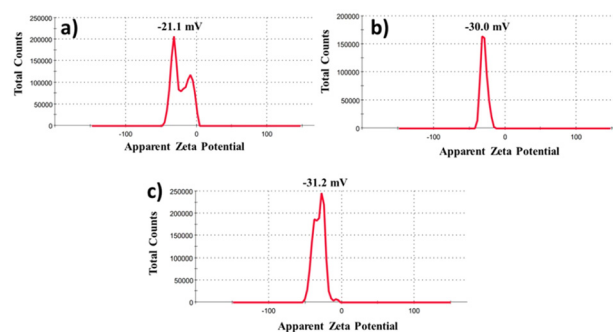 a)
-21.1 mV
250000
200000
150000
100000
50000
0
Total Counts
-100
0
100
Apparent Zeta Potential
b)
-30.0 mV
200000
150000
100000
50000
0
Total Counts
-100
0
100
Apparent Zeta Potential
c)
-31.2 mV
250000
200000
150000
100000
50000
0
Total Counts
-100
0
100
Apparent Zeta Potential